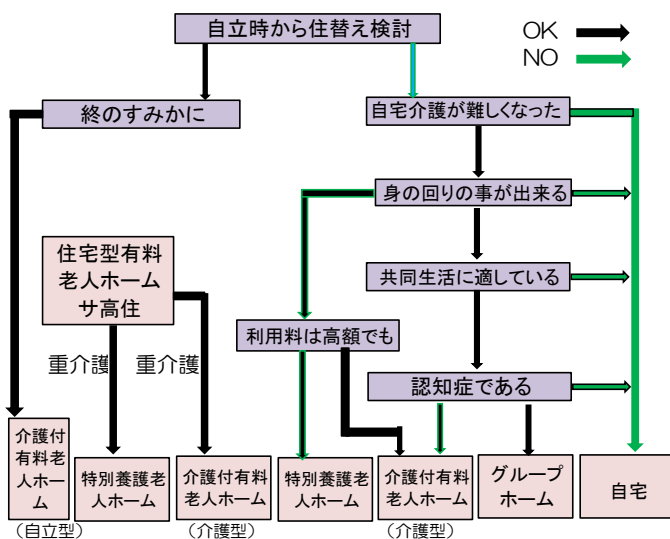 自立時から住替え検討
OK
NO
終のすみかに
自宅介護が難しくなった
身の回りの事が出来る
住宅型有料
老人ホーム
サ高住
共同生活に適している
利用料は高額でも
重介護
重介護
認知症である
介護付
有料老
人ホー
ム
(自立型)
特別養護老
人ホーム
介護付有料
老人ホーム
(介護型)
特別養護老
人ホーム
介護付有料
老人ホーム
(介護型)
グループ
ホーム
自宅